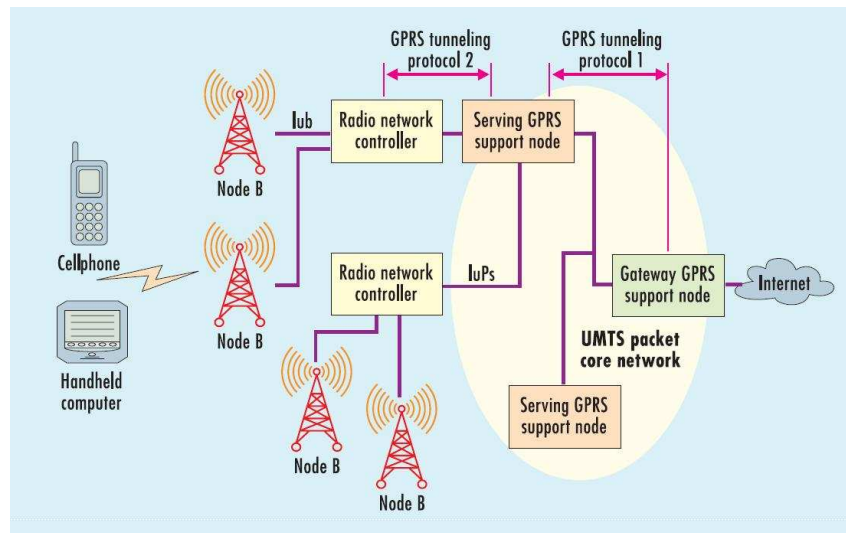 GPRS tunneling
protocol 2
GPRS tunneling
protocol 1
Iub
Radio network
controller
Serving GPRS
support node
Node B
Cellphone
Radio network
controller
IuPs
Gateway GPRS
support node
Internet
Node B
UMTS packet
core network
Handheld
computer
Serving GPRS
support node
Node B
Node B